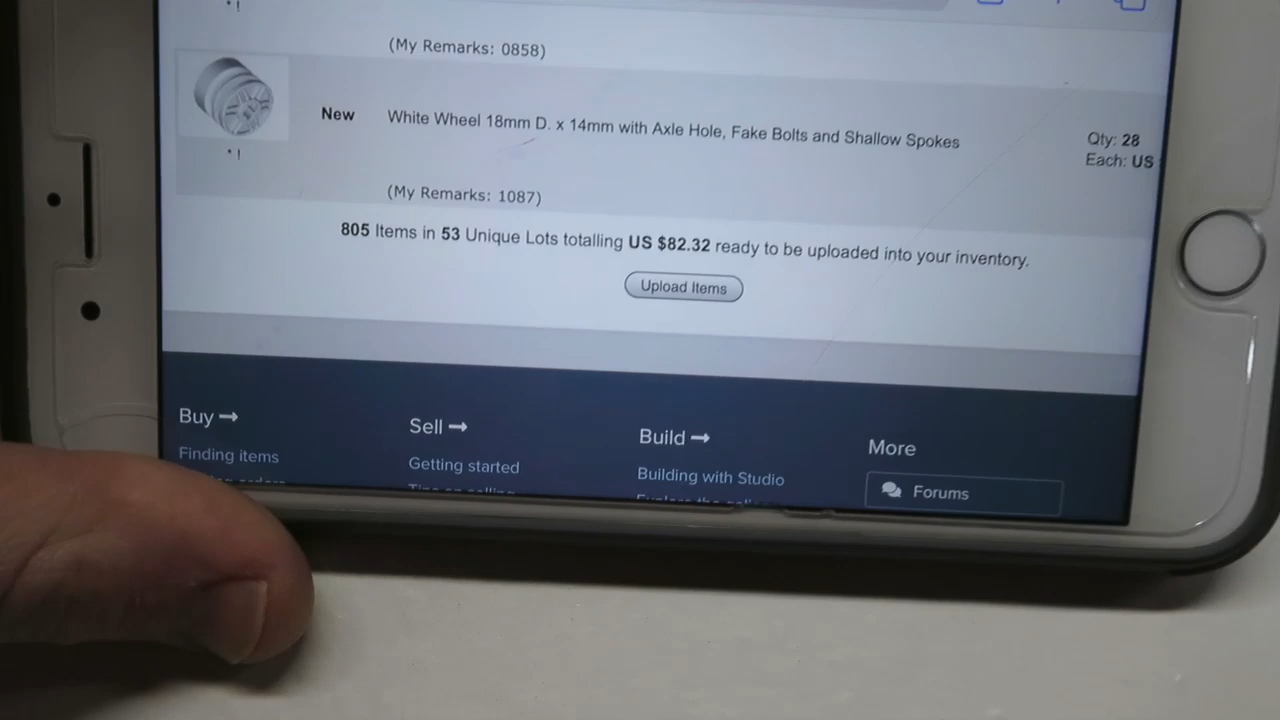 * !
(My Remarks: 0858)
New White Wheel 18mm D. x 14mm with Axle Hole, Fake Bolts and Shallow Spokes Qty: 28
Each: US
* !
(My Remarks: 1087)
805 Items in 53 Unique Lots totalling US $82.32 ready to be uploaded into your inventory.
Upload Items
Buy → Sell → Build → More
Finding items Getting started Building with Studio Forums